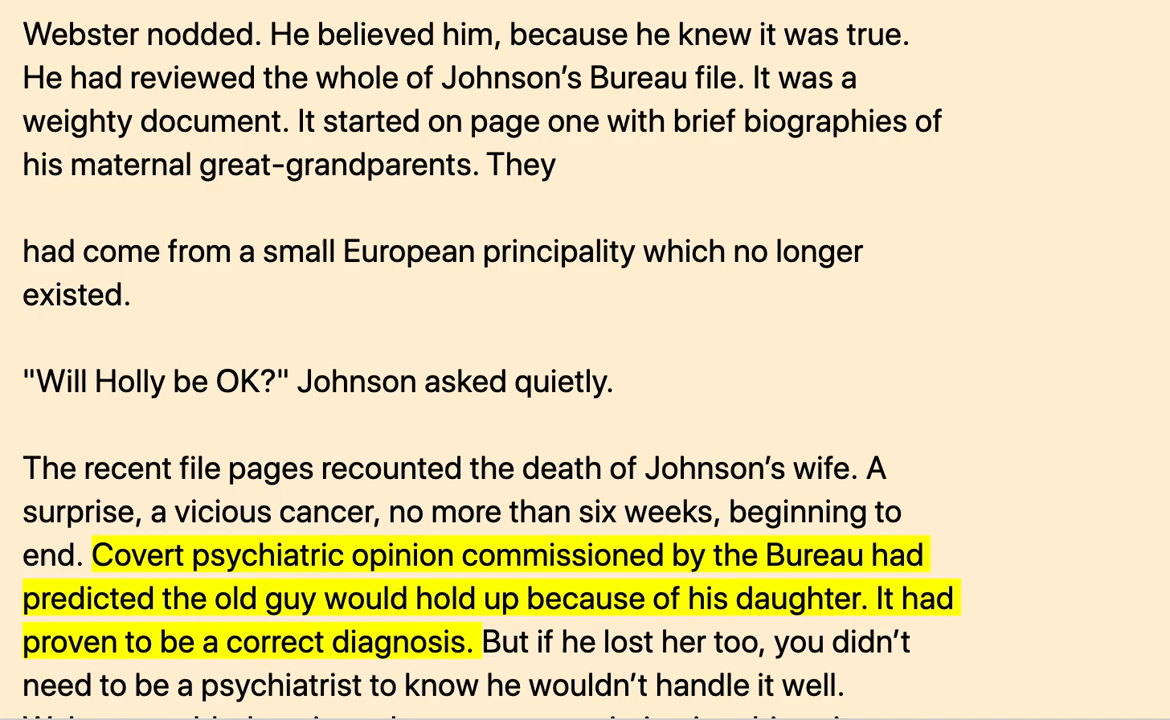 Webster nodded. He believed him, because he knew it was true.
He had reviewed the whole of Johnson’s Bureau file. It was a
weighty document. It started on page one with brief biographies of
his maternal great-grandparents. They
had come from a small European principality which no longer
existed.
"Will Holly be OK?" Johnson asked quietly.
The recent file pages recounted the death of Johnson’s wife. A
surprise, a vicious cancer, no more than six weeks, beginning to
end. Covert psychiatric opinion commissioned by the Bureau had
predicted the old guy would hold up because of his daughter. It had
proven to be a correct diagnosis. But if he lost her too, you didn’t
need to be a psychiatrist to know he wouldn’t handle it well.